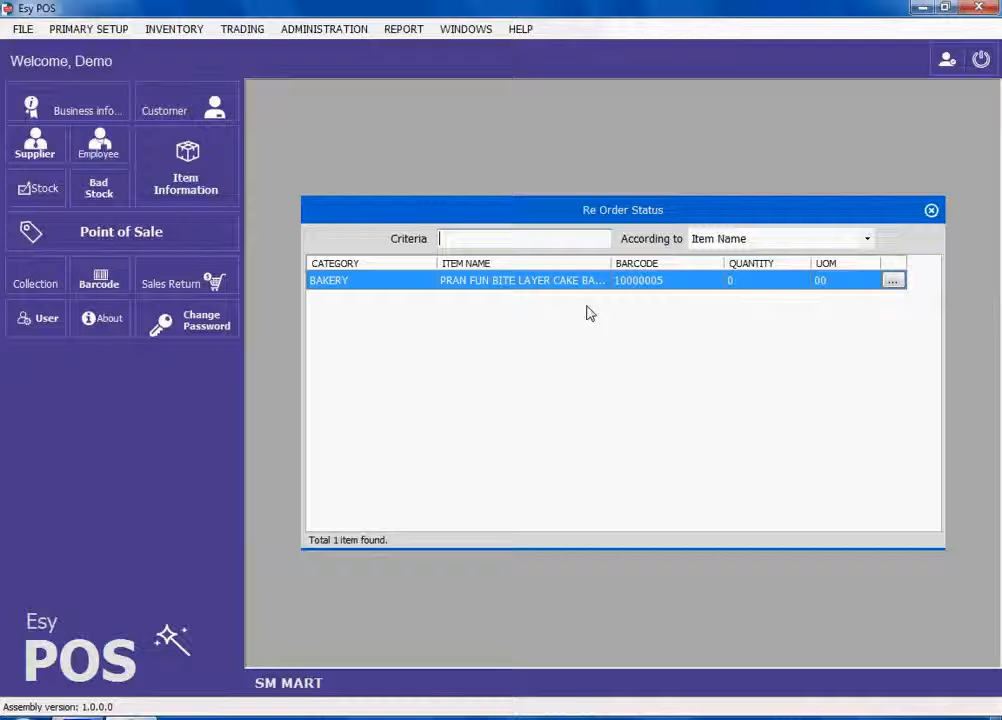 Esy POS
FILE PRIMARY SETUP INVENTORY TRADING ADMINISTRATION REPORT WINDOWS HELP
Welcome, Demo
Business info...
Customer
Supplier
Employee
Item
Information
Stock
Bad
Stock
Point of Sale
Collection
Barcode
Sales Return
User
About
Change
Password
Re Order Status
Criteria According to Item Name
CATEGORY ITEM NAME BARCODE QUANTITY UOM
BAKERY PRAN FUN BITE LAYER CAKE BA... 10000005 0 00 ...
Total 1 item found.
Esy
POS
SM MART
Assembly version: 1.0.0.0